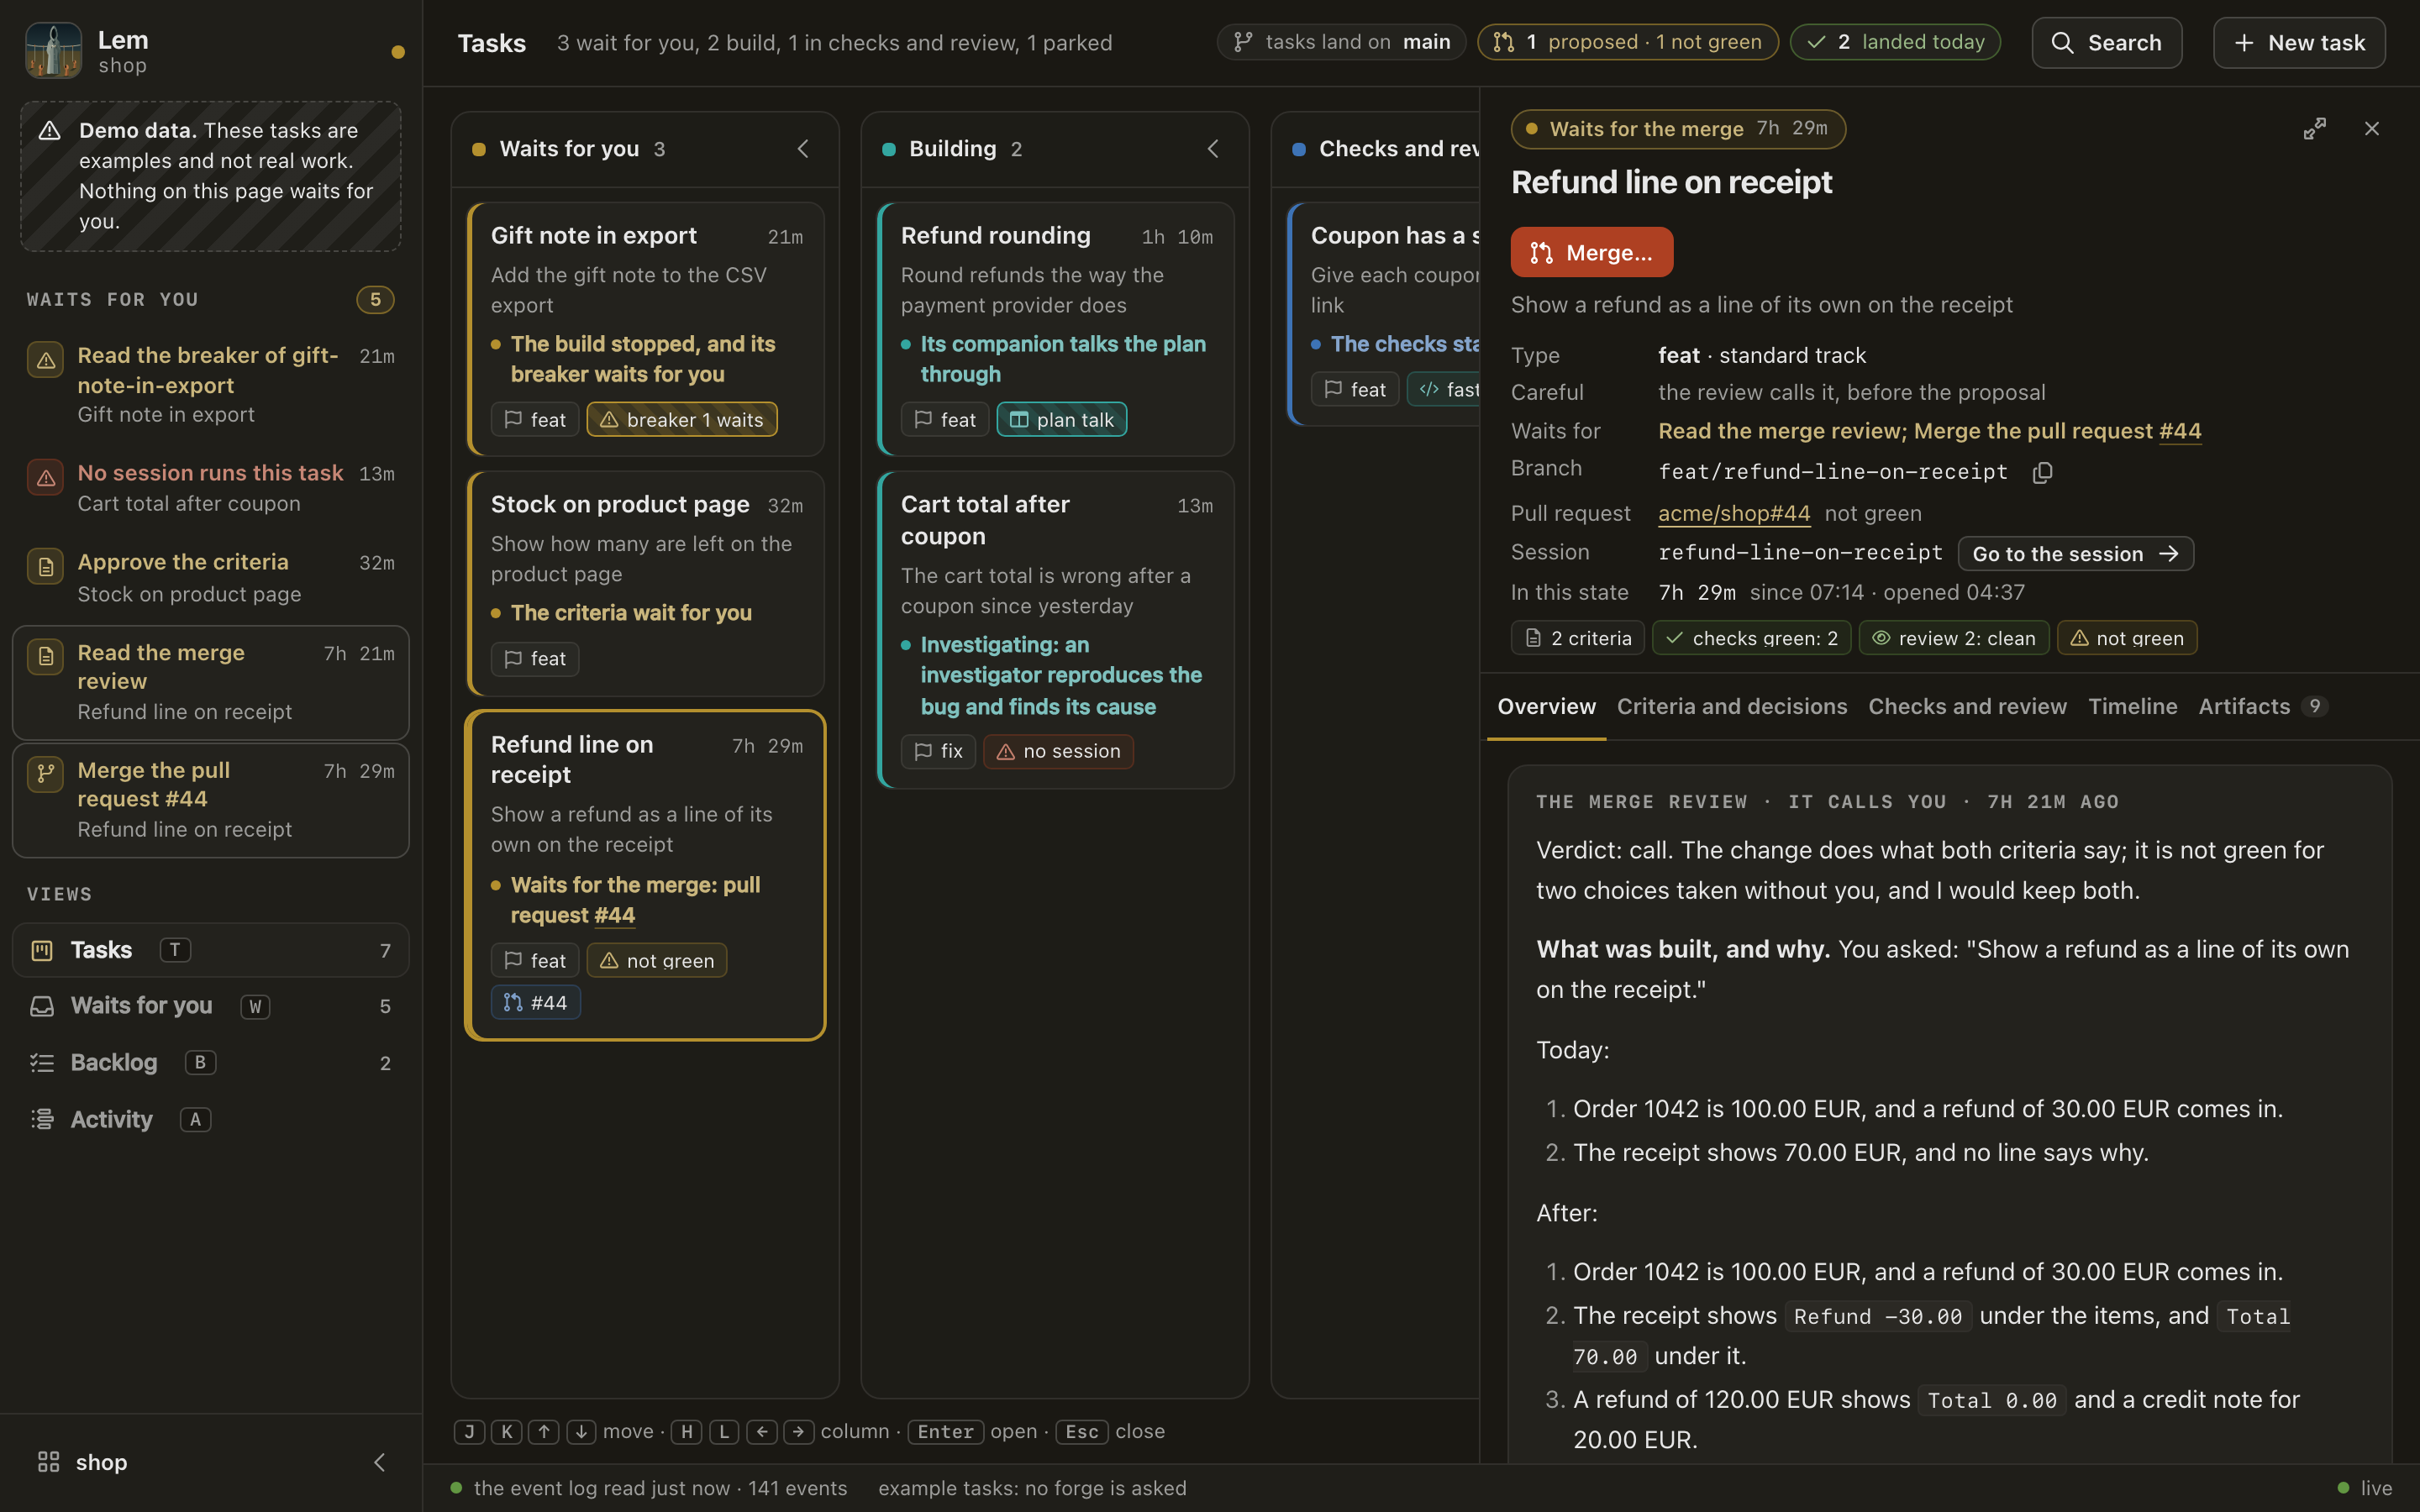 Lem
shop
Demo data. These tasks are
examples and not real work.
Nothing on this page waits for
you.
WAITS FOR YOU 5
Read the breaker of gift-
note-in-export 21m
Gift note in export
No session runs this task 13m
Cart total after coupon
Approve the criteria 32m
Stock on product page
Read the merge
review 7h 21m
Refund line on receipt
Merge the pull
request #44 7h 29m
Refund line on receipt
VIEWS
Tasks T 7
Waits for you W 5
Backlog B 2
Activity A
shop
Tasks 3 wait for you, 2 build, 1 in checks and review, 1 parked
tasks land on main
1 proposed · 1 not green
2 landed today
Search
New task
Waits for you 3
Gift note in export 21m
Add the gift note to the CSV
export
The build stopped, and its
breaker waits for you
feat breaker 1 waits
Stock on product page 32m
Show how many are left on the
product page
The criteria wait for you
feat
Refund line on
receipt 7h 29m
Show a refund as a line of its
own on the receipt
Waits for the merge: pull
request #44
feat not green
#44
Building 2
Refund rounding 1h 10m
Round refunds the way the
payment provider does
Its companion talks the plan
through
feat plan talk
Cart total after
coupon 13m
The cart total is wrong after a
coupon since yesterday
Investigating: an
investigator reproduces the
bug and finds its cause
fix no session
Checks and rev
Coupon has a s
Give each coupon
link
The checks sta
feat fast
J K ↑ ↓ move · H L ← → column · Enter open · Esc close
Waits for the merge 7h 29m
Refund line on receipt
Merge...
Show a refund as a line of its own on the receipt
Type feat · standard track
Careful the review calls it, before the proposal
Waits for Read the merge review; Merge the pull request #44
Branch feat/refund-line-on-receipt
Pull request acme/shop#44 not green
Session refund-line-on-receipt Go to the session →
In this state 7h 29m since 07:14 · opened 04:37
2 criteria checks green: 2 review 2: clean not green
Overview Criteria and decisions Checks and review Timeline Artifacts 9
THE MERGE REVIEW · IT CALLS YOU · 7H 21M AGO
Verdict: call. The change does what both criteria say; it is not green for
two choices taken without you, and I would keep both.
What was built, and why. You asked: "Show a refund as a line of its own
on the receipt."
Today:
1. Order 1042 is 100.00 EUR, and a refund of 30.00 EUR comes in.
2. The receipt shows 70.00 EUR, and no line says why.
After:
1. Order 1042 is 100.00 EUR, and a refund of 30.00 EUR comes in.
2. The receipt shows Refund −30.00 under the items, and Total
70.00 under it.
3. A refund of 120.00 EUR shows Total 0.00 and a credit note for
20.00 EUR.
the event log read just now · 141 events example tasks: no forge is asked
live